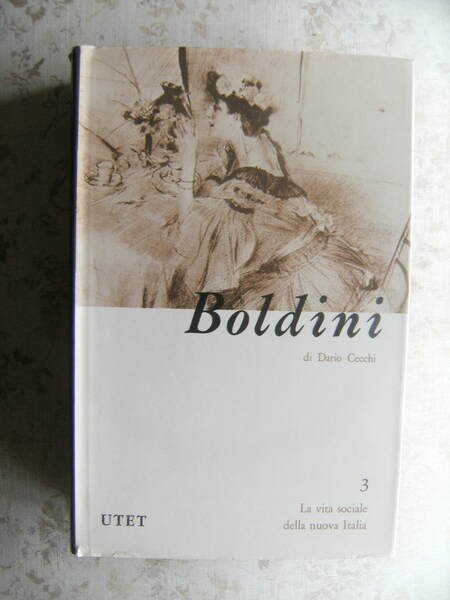 Boldini
di Dario Cecchi
3
La vita sociale
della nuova Italia
UTET